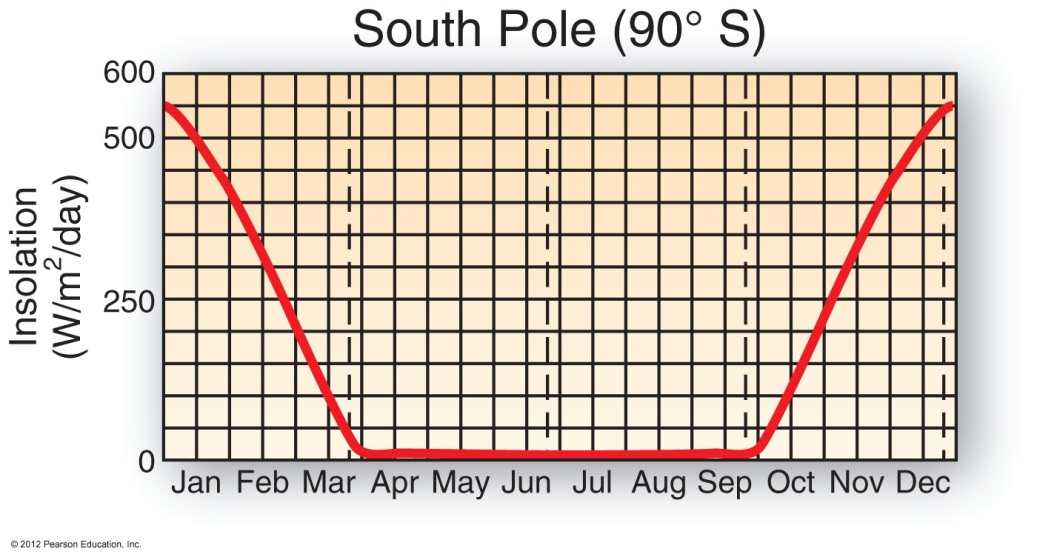 South Pole (90° S)
Insolation
(W/m²/day)
600
500
250
0
Jan Feb Mar Apr May Jun Jul Aug Sep Oct Nov Dec
© 2012 Pearson Education, Inc.